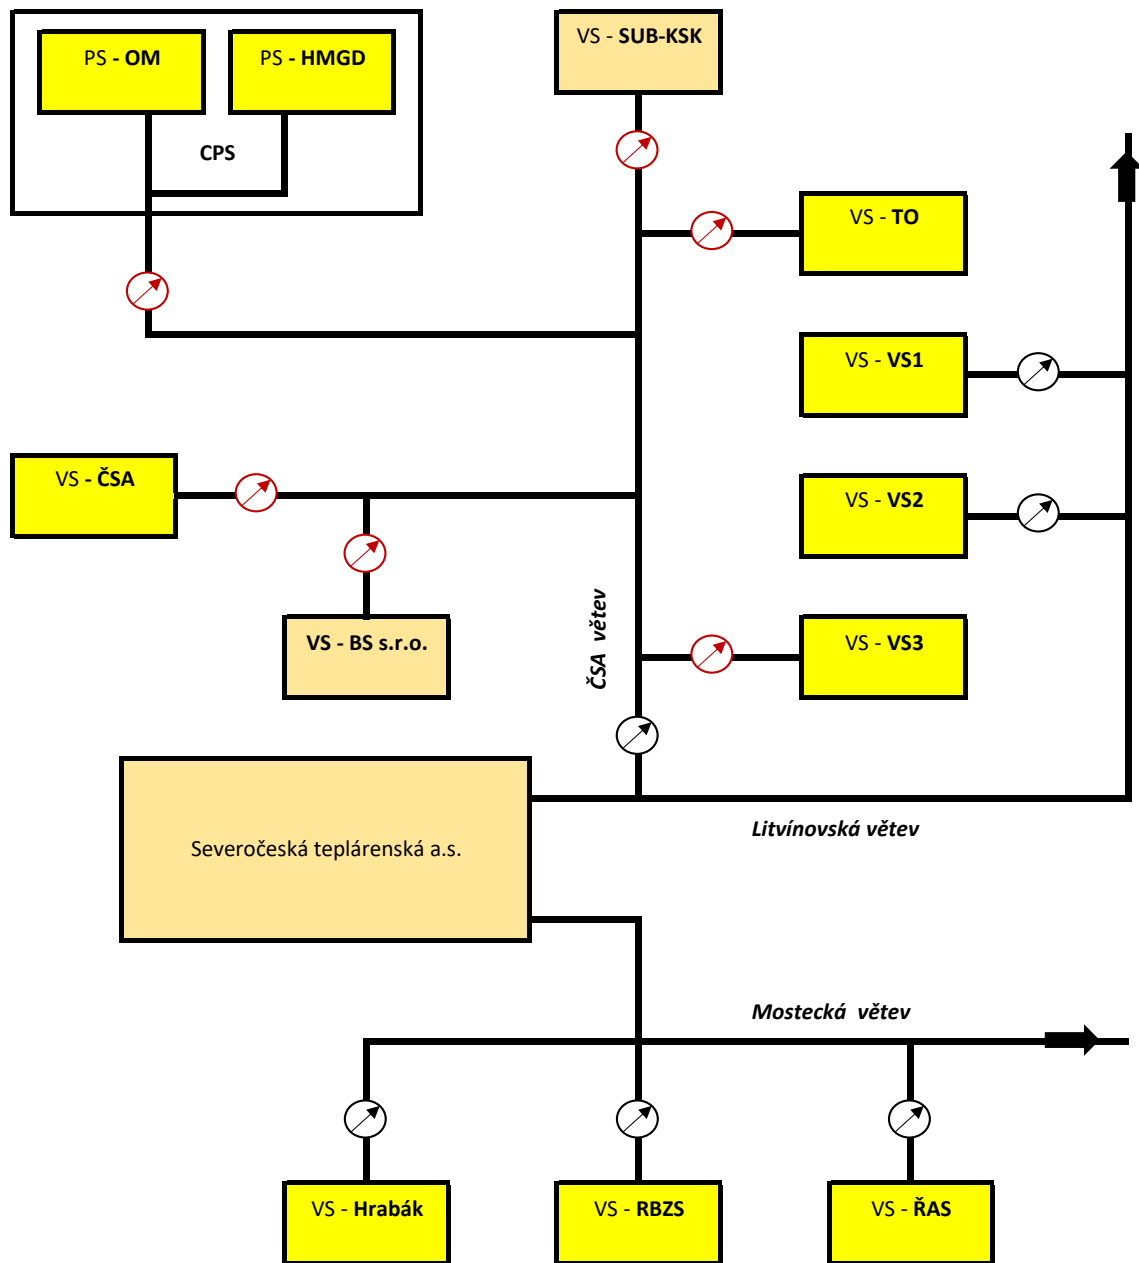 PS - OM
PS - HMGD
VS - SUB-KSK
CPS
VS - TO
VS - VS1
VS - ČSA
VS - VS2
ČSA větev
VS - BS s.r.o.
VS - VS3
Severočeská teplárenská a.s.
Litvínovská větev
Mostecká větev
VS - Hrabák
VS - RBZS
VS - ŘAS